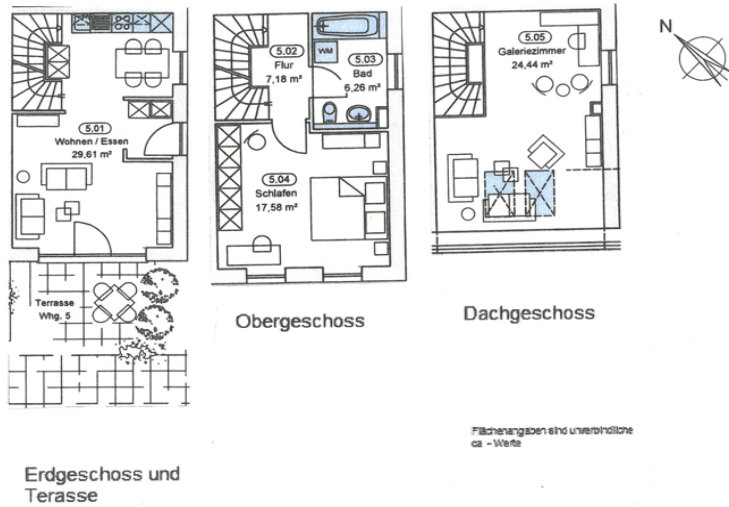 5.01
Wohnen / Essen
29,61 m²
Terrasse
Whg. 5
Erdgeschoss und
Terasse
5.02
Flur
7,18 m²
WM
5.03
Bad
6,26 m²
5.04
Schlafen
17,58 m²
Obergeschoss
5.05
Galeriezimmer
24,44 m²
Dachgeschoss
N
Flächenangaben sind unverbindliche
ca - Werte